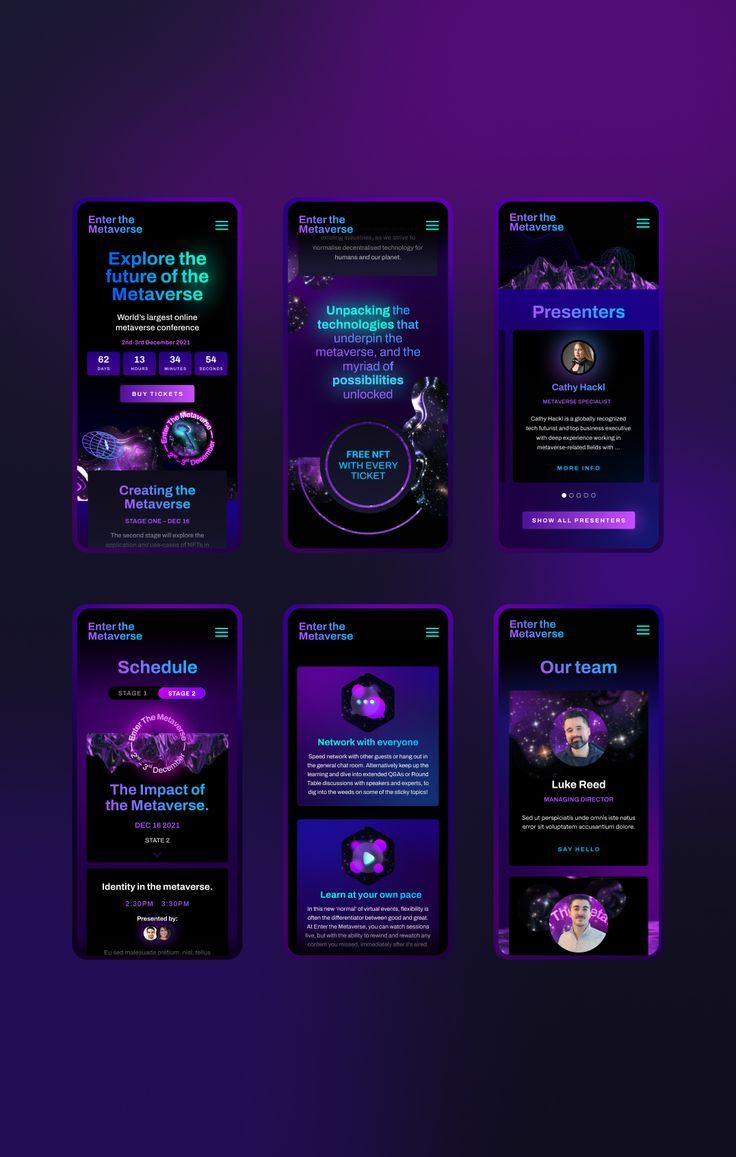 Enter the
Metaverse
Explore the
future of the
Metaverse
World's largest online
metaverse conference
2nd-3rd December 2021
62 13 34 54
DAYS HOURS MINUTES SECONDS
BUY TICKETS
Enter The Metaverse —
2nd – 3rd December
Creating the
Metaverse
STAGE ONE – DEC 16
The second stage will explore the
application and use-cases of NFTs in
Enter the
Metaverse
existing industries, as we strive to
normalise decentralised technology for
humans and our planet.
Unpacking the
technologies that
underpin the
metaverse, and the
myriad of
possibilities
unlocked
FREE NFT
WITH EVERY
TICKET
Enter the
Metaverse
Presenters
Cathy Hackl
METAVERSE SPECIALIST
Cathy Hackl is a globally recognized
tech futurist and top business executive
with deep experience working in
metaverse-related fields with ...
MORE INFO
SHOW ALL PRESENTERS
Enter the
Metaverse
Schedule
STAGE 1 STAGE 2
Enter The Metaverse —
2nd – 3rd December
The Impact of
the Metaverse.
DEC 16 2021
STATE 2
Identity in the metaverse.
2:30PM 3:30PM
Presented by:
Eu sed malesuada pretium, nisi, tellus
Enter the
Metaverse
Network with everyone
Speed network with other guests or hang out in
the general chat room. Alternatively keep up the
learning and dive into extended QGAs or Round
Table discussions with speakers and experts, to
dig into the weeds on some of the sticky topics!
Learn at your own pace
In this new 'normal' of virtual events, flexibility is
often the differentiator between good and great.
At Enter the Metaverse, you can watch sessions
live, but with the ability to rewind and rewatch any
content you missed, immediately after it's aired.
Enter the
Metaverse
Our team
Luke Reed
MANAGING DIRECTOR
Sed ut perspiciatis unde omnis iste natus
error sit voluptatem accusantium dolore.
SAY HELLO
The Meta